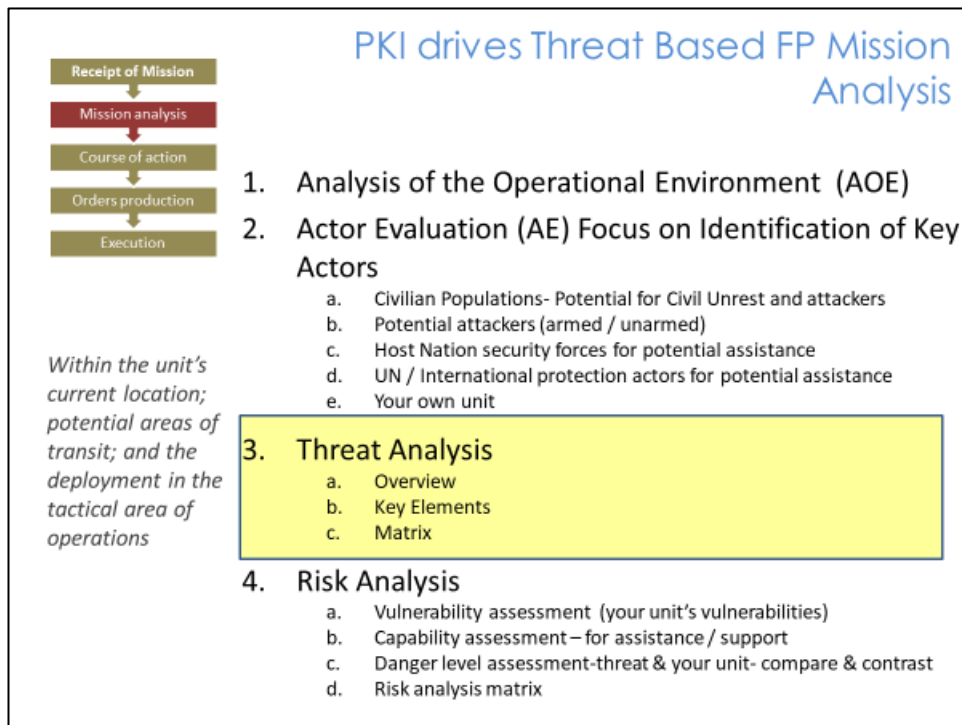 PKI drives Threat Based FP Mission
Analysis
Receipt of Mission
Mission analysis
Course of action
Orders production
Execution
Within the unit's
current location;
potential areas of
transit; and the
deployment in the
tactical area of
operations
1. Analysis of the Operational Environment (AOE)
2. Actor Evaluation (AE) Focus on Identification of Key
Actors
a. Civilian Populations- Potential for Civil Unrest and attackers
b. Potential attackers (armed / unarmed)
c. Host Nation security forces for potential assistance
d. UN / International protection actors for potential assistance
e. Your own unit
3. Threat Analysis
a. Overview
b. Key Elements
c. Matrix
4. Risk Analysis
a. Vulnerability assessment (your unit's vulnerabilities)
b. Capability assessment – for assistance / support
c. Danger level assessment-threat & your unit- compare & contrast
d. Risk analysis matrix